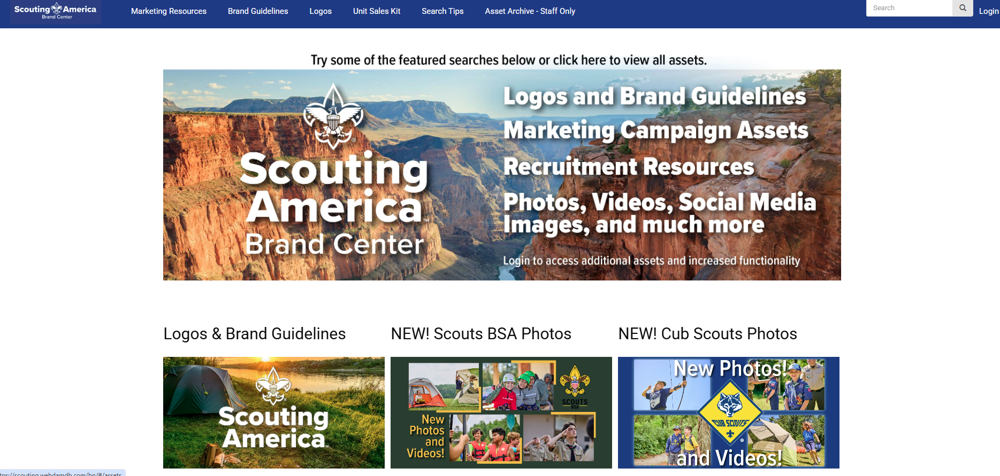 Scouting America
Brand Center
Marketing Resources
Brand Guidelines
Logos
Unit Sales Kit
Search Tips
Asset Archive - Staff Only
Search
Login
Try some of the featured searches below or click here to view all assets.
Scouting
America™
Brand Center
Logos and Brand Guidelines
Marketing Campaign Assets
Recruitment Resources
Photos, Videos, Social Media
Images, and much more
Login to access additional assets and increased functionality
Logos & Brand Guidelines
NEW! Scouts BSA Photos
NEW! Cub Scouts Photos
Scouting
America™
SCOUTS
BSA
New
Photos
and
Videos!
New Photos!
CUB SCOUTS
®
and Videos!
tps://scouting.webdamdb.com/bp/#/assets